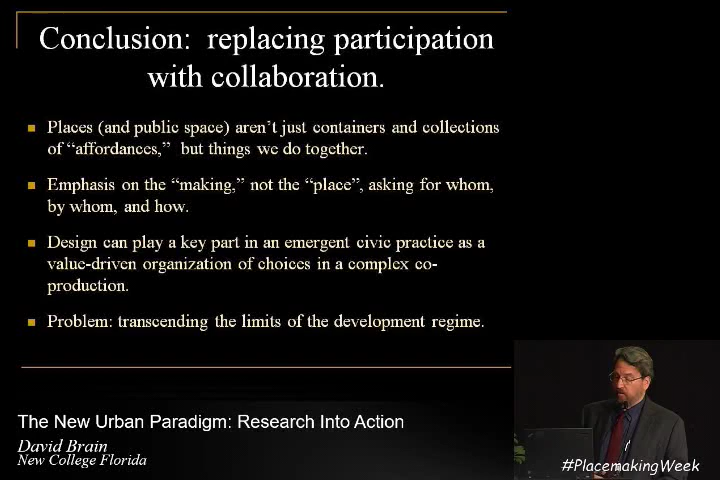 Conclusion:  replacing participation
with collaboration.
Places (and public space) aren’t just containers and collections
of “affordances,”  but things we do together.
Emphasis on the “making,” not the “place”, asking for whom,
by whom, and how.
Design can play a key part in an emergent civic practice as a
value-driven organization of choices in a complex co-
production.
Problem: transcending the limits of the development regime.
The New Urban Paradigm: Research Into Action
David Brain
New College Florida
#PlacemakingWeek